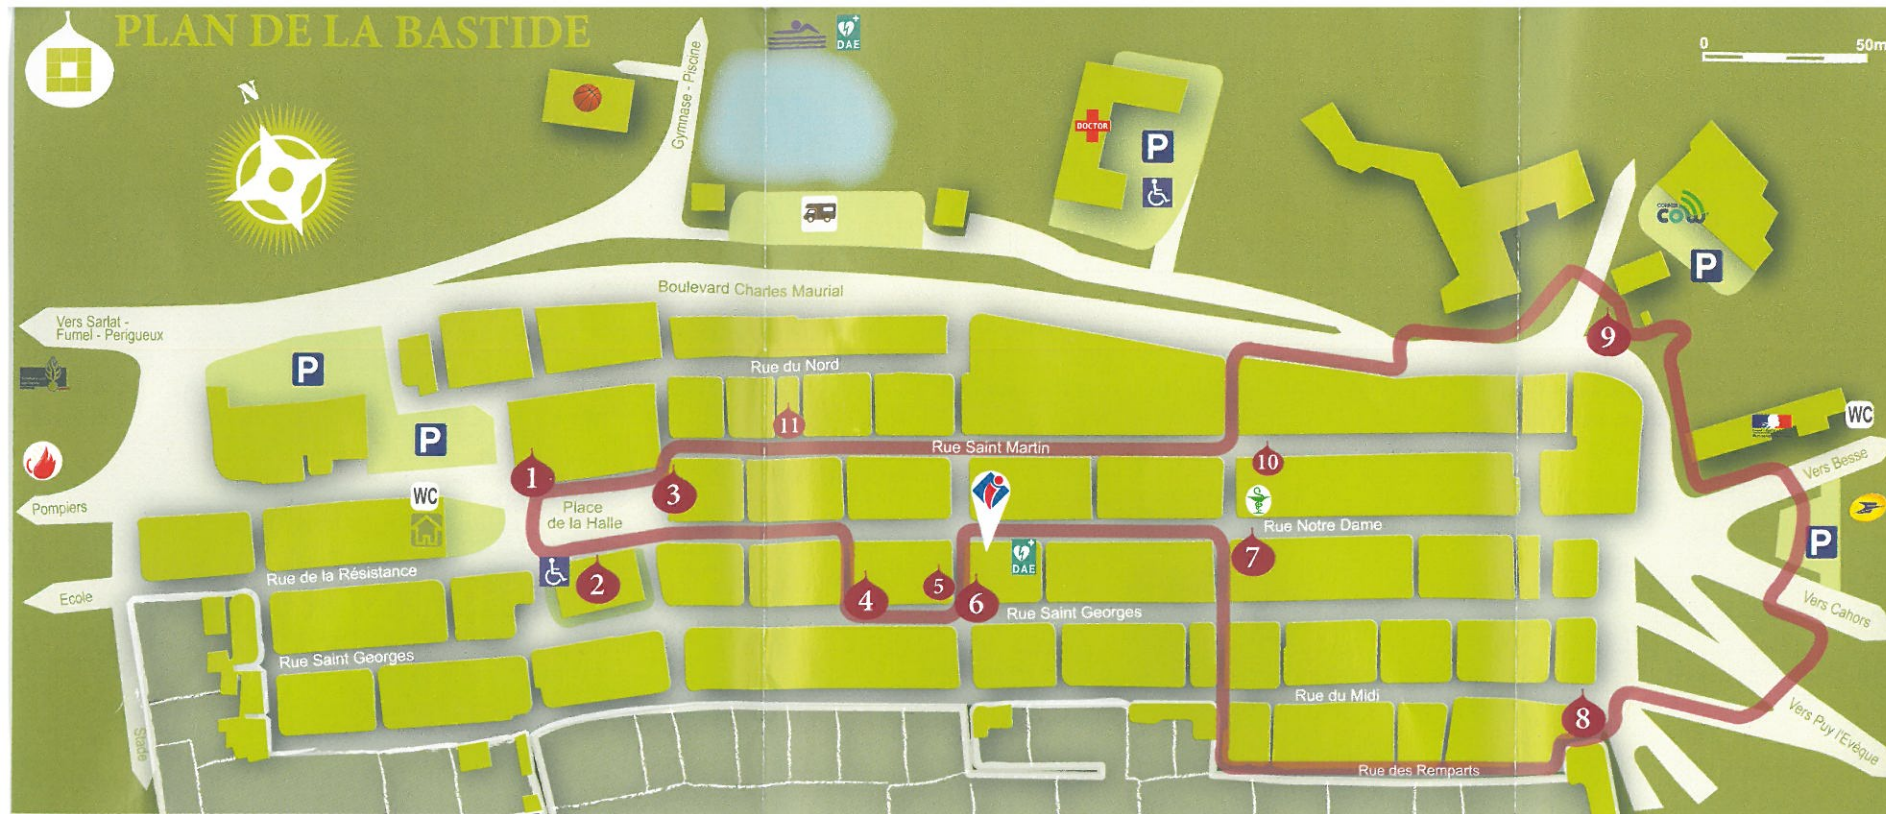 PLAN DE LA BASTIDE
N
DAE
0 50m
Gymnase - Piscine
DOCTOR
P
COW
P
Boulevard Charles Maurial
Vers Sarlat -
Fumel - Perigueux
P
Rue du Nord
9
P
11
WC
Vers Besse
Rue Saint Martin
1
3
10
WC
Pompiers
Place
de la Halle
Rue Notre Dame
P
Rue de la Résistance
2
DAE
7
Ecole
4
5
6
Rue Saint Georges
Vers Cahors
Rue Saint Georges
Rue du Midi
8
Vers Puy l'Evéque
Stade
Rue des Remparts